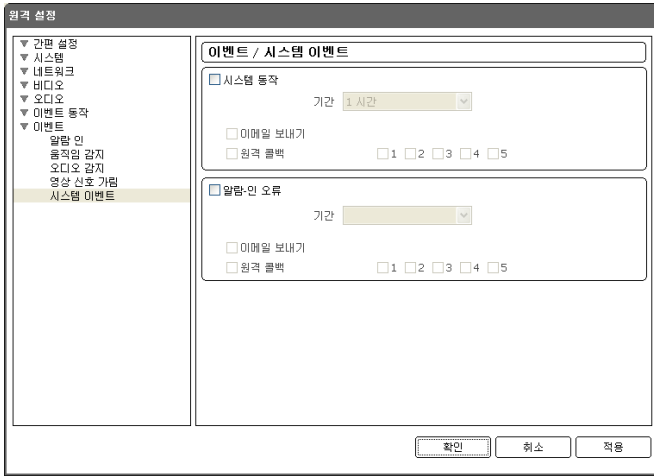 원격 설정
간편 설정
시스템
네트워크
비디오
오디오
이벤트 동작
이벤트
알람 인
움직임 감지
오디오 감지
영상 신호 가림
시스템 이벤트
이벤트 / 시스템 이벤트
시스템 동작
기간 1 시간
이메일 보내기
원격 콜백 1 2 3 4 5
알람-인 오류
기간
이메일 보내기
원격 콜백 1 2 3 4 5
확인 취소 적용